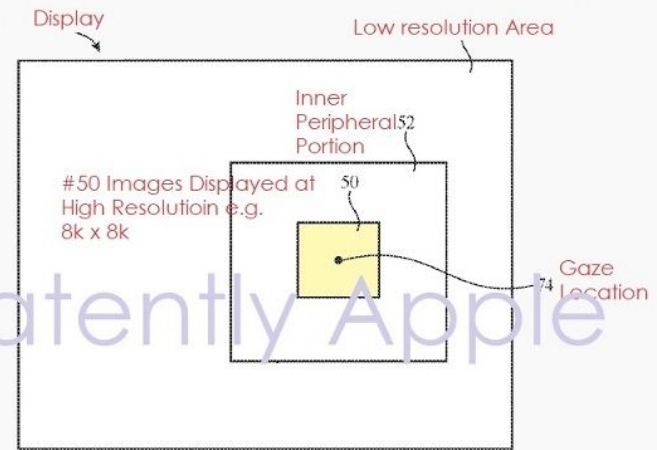 Display
Low resolution Area
Inner
Peripheral52
Portion
#50 Images Displayed at
High Resolutioin e.g.
8k x 8k
50
74
Gaze
Location
atently Apple